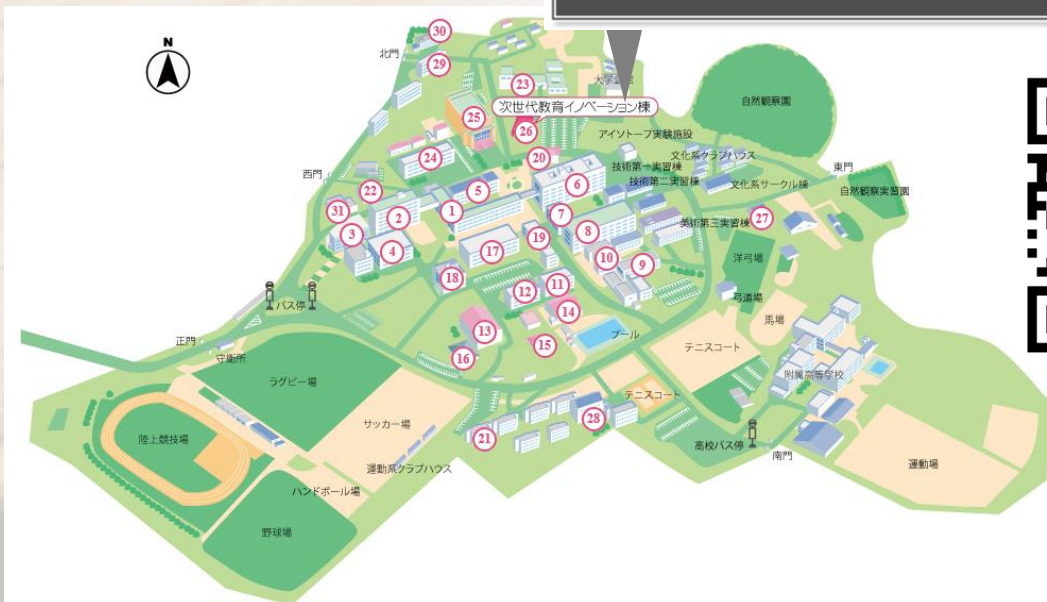 30
N
北門
29
23
大学会館
次世代教育イノベーション棟
自然観察園
25
26
アイソトープ実験施設
24
20
技術第一実習棟
文化系クラブハウス
東門
西門
22
5
6
技術第二実習棟
文化系サークル棟
自然観察実習園
31
2
1
7
美術第三実習棟
27
3
4
17
19
8
洋弓場
18
10
9
バス停
12
11
弓道場
14
馬場
正門
守衛所
13
15
プール
テニスコート
16
附属高等学校
ラグビー場
テニスコート
サッカー場
28
陸上競技場
21
高校バス停
南門
運動系クラブハウス
運動場
ハンドボール場
野球場